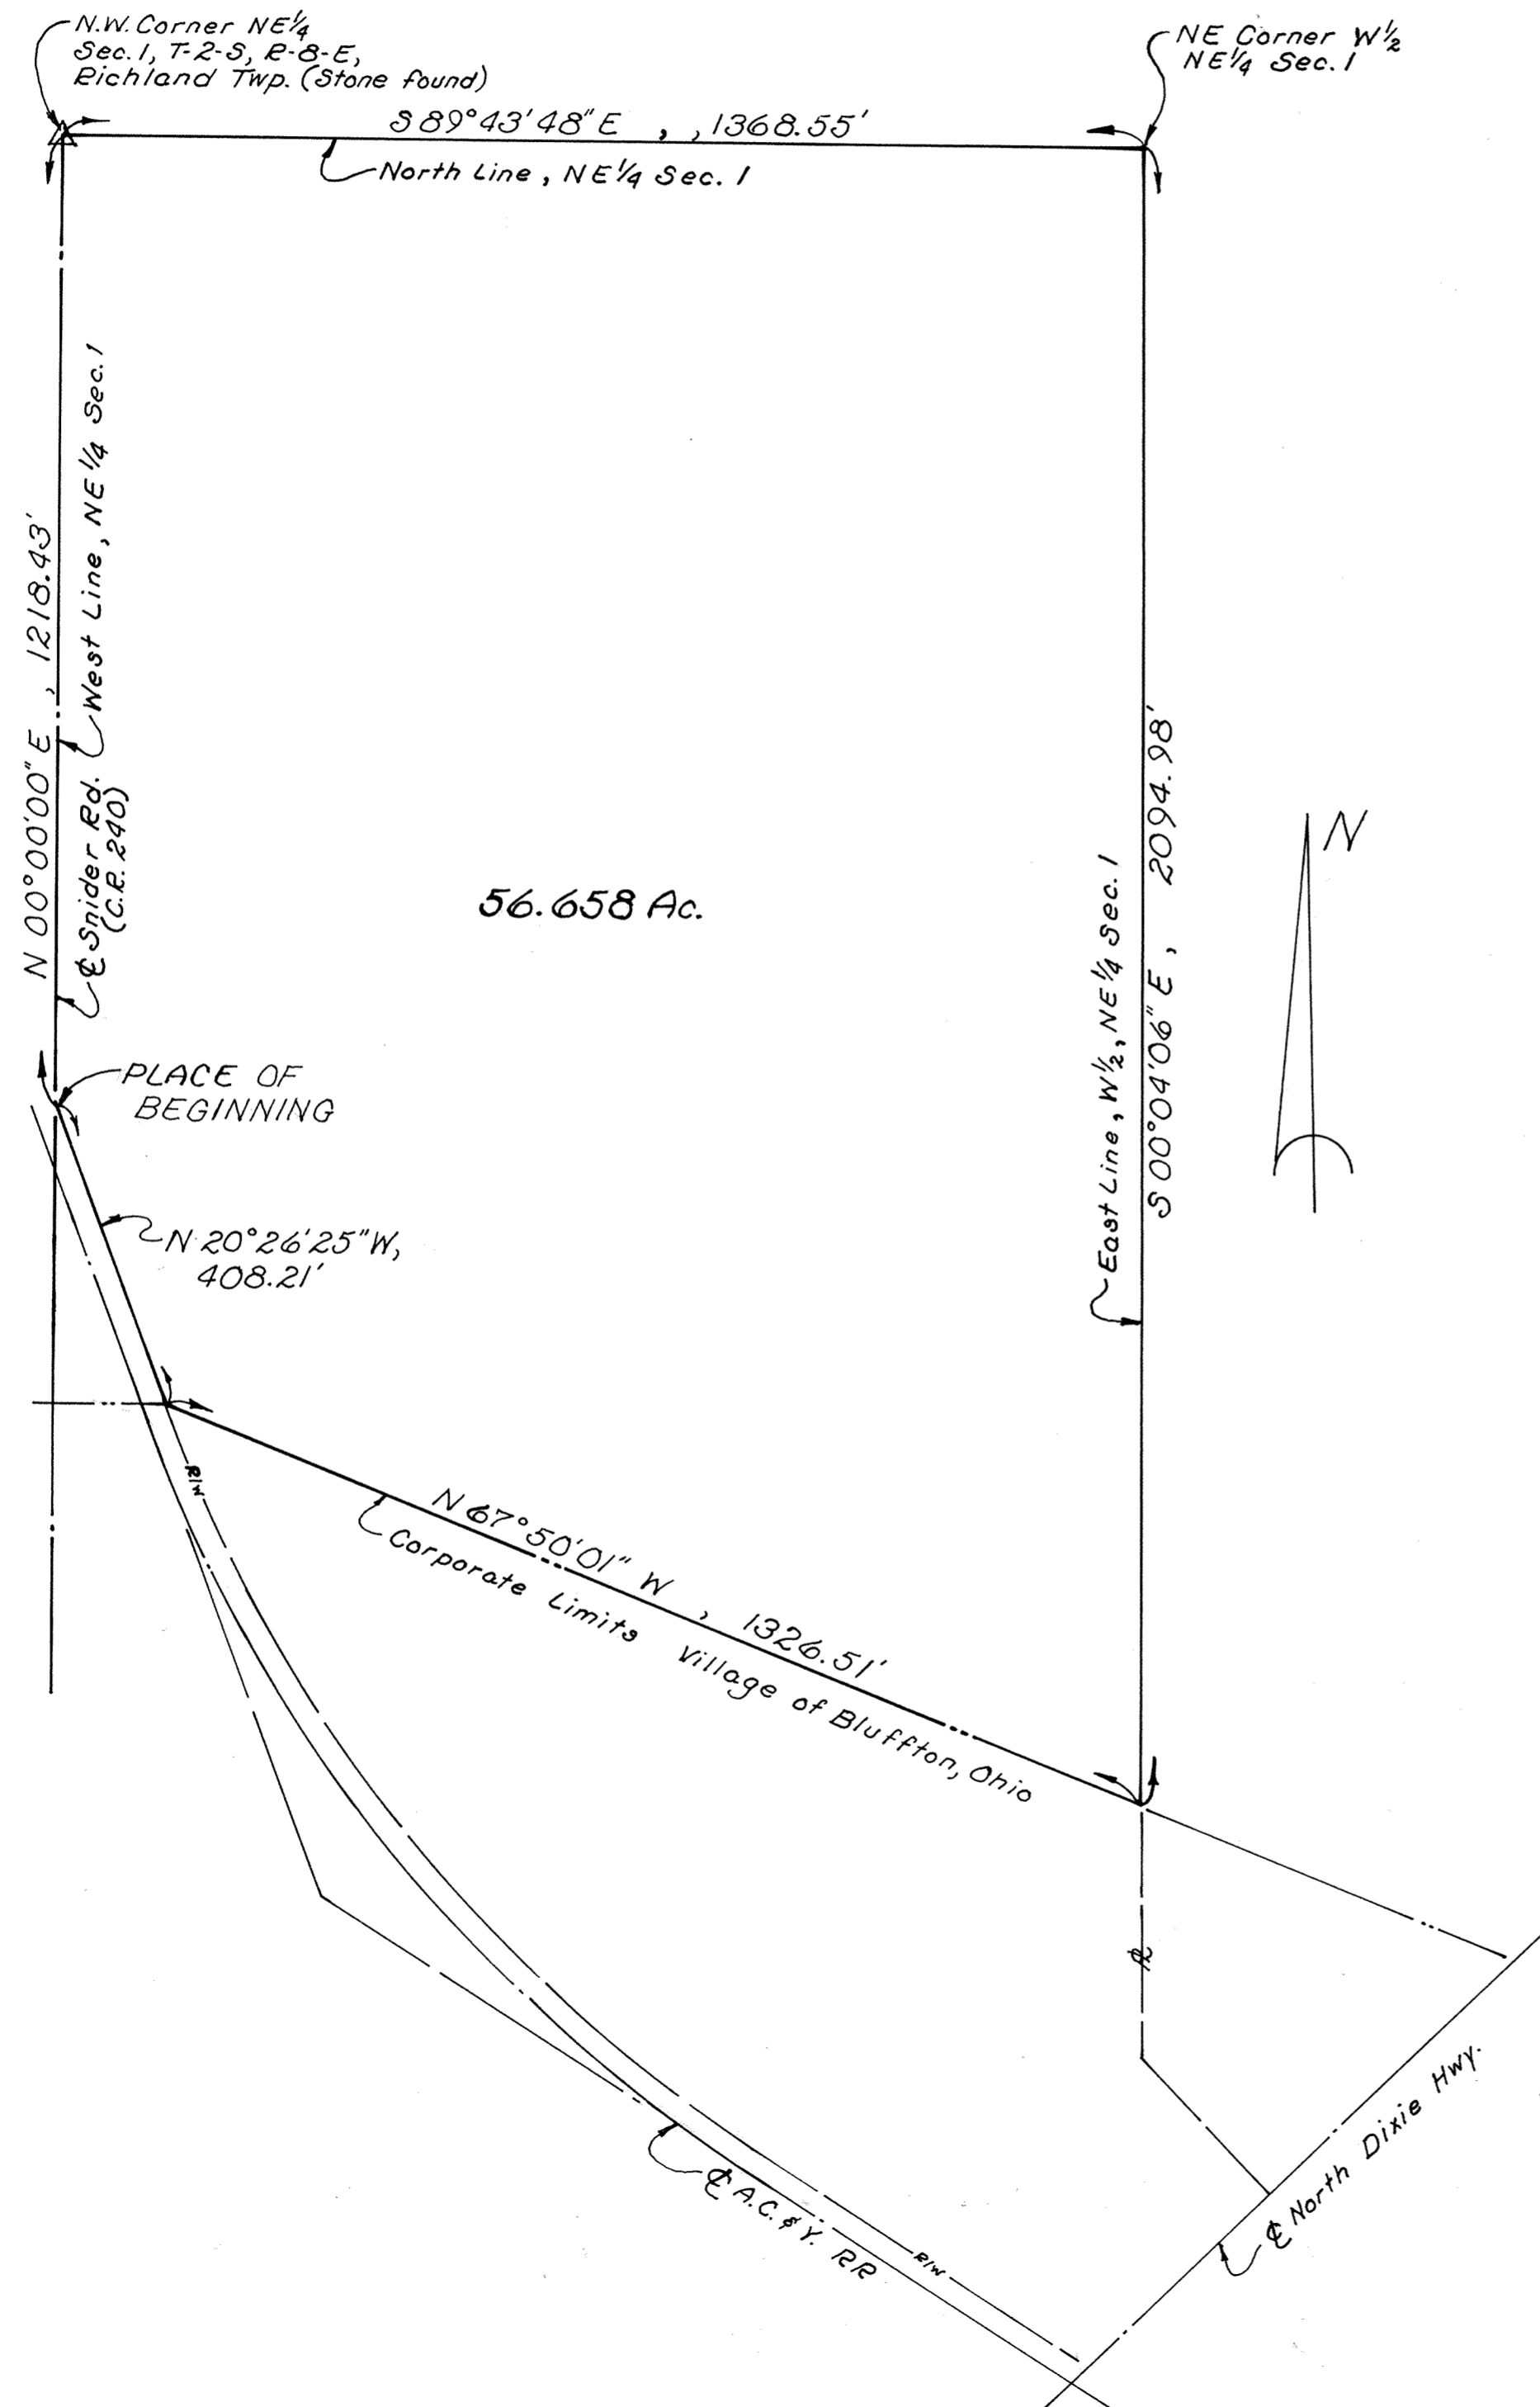 N.W. Corner NE¼
Sec. 1, T-2-S, R-8-E,
Richland Twp. (Stone found)
NE Corner W½
NE¼ Sec. 1
S 89°43'48" E , , 1368.55'
North Line, NE¼ Sec. 1
N 00°00'00" E , 1218.43'
West Line, NE¼ Sec. 1
℄ Snider Rd.
(C.R. 240)
56.658 Ac.
East Line, W½, NE¼ Sec. 1
S 00°04'06" E , 2094.98'
N
PLACE OF
BEGINNING
N 20°26'25" W,
408.21'
R/W
N 67°50'01" W , 1326.51'
Corporate Limits Village of Bluffton, Ohio
℄ A.C. & Y. RR
R/W
℄ North Dixie Hwy.